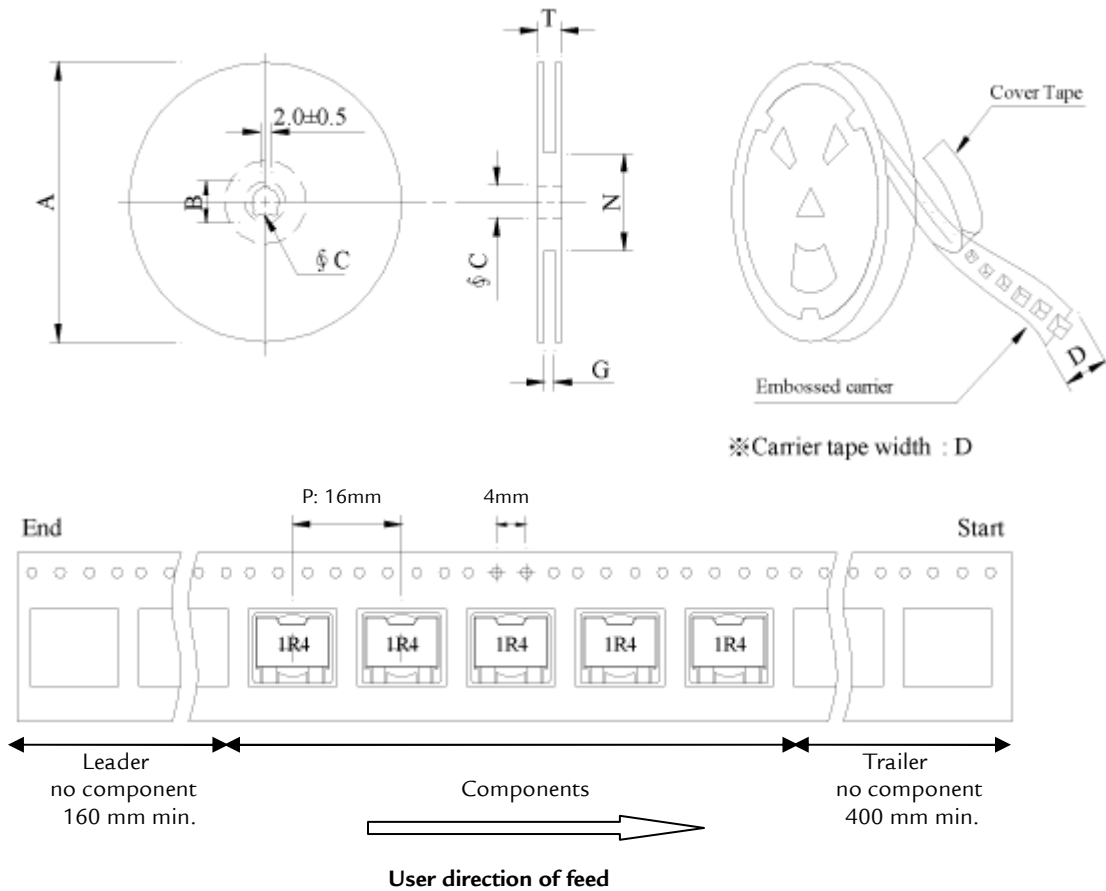 T
2.0±0.5
A
B
∮ C
∮ C
N
G
Cover Tape
Embossed carrier
D
※Carrier tape width : D
P: 16mm
4mm
End
Start
1R4
1R4
1R4
1R4
1R4
Leader
no component
160 mm min.
Components
Trailer
no component
400 mm min.
User direction of feed